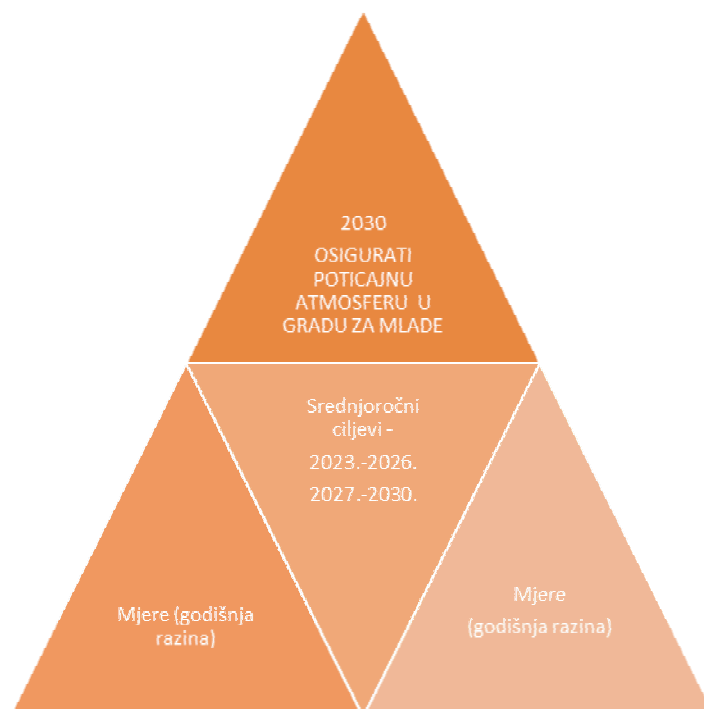 2030
OSIGURATI
POTICAJNU
ATMOSFERU U
GRADU ZA MLADE
Srednjoročni
ciljevi -
2023.-2026.
2027.-2030.
Mjere (godišnja
razina)
Mjere
(godišnja razina)